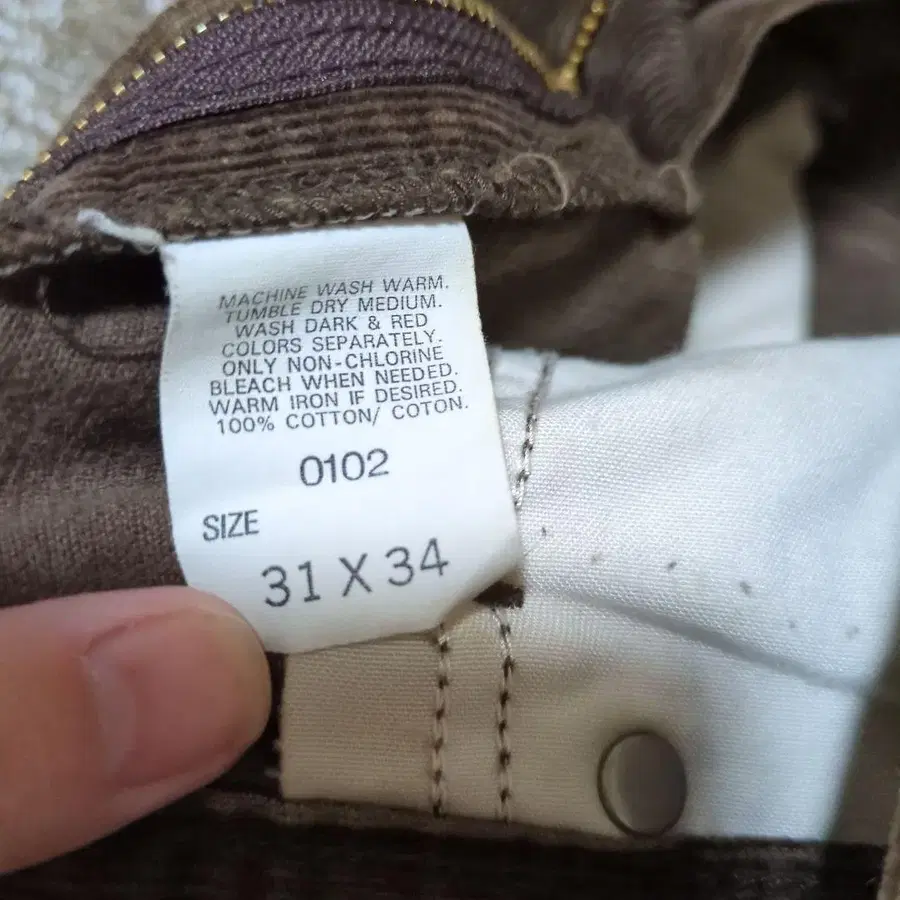 MACHINE WASH WARM.
TUMBLE DRY MEDIUM.
WASH DARK & RED
COLORS SEPARATELY.
ONLY NON-CHLORINE
BLEACH WHEN NEEDED.
WARM IRON IF DESIRED.
100% COTTON/ COTON.
0102
SIZE
31 X 34